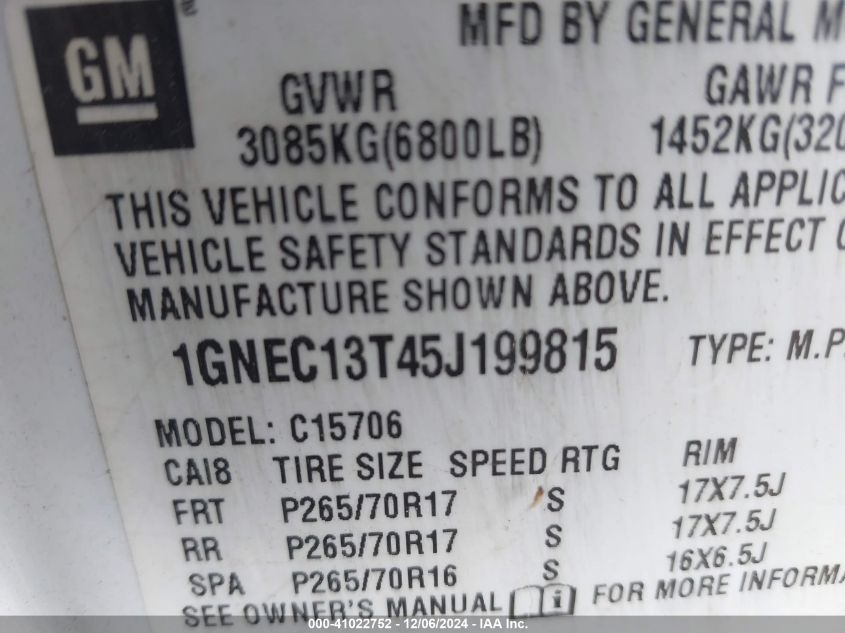 GM
MFD BY GENERAL
GVWR GAWR
3085KG(6800LB) 1452KG(320
THIS VEHICLE CONFORMS TO ALL APPLIC
VEHICLE SAFETY STANDARDS IN EFFECT
MANUFACTURE SHOWN ABOVE.
1GNEC13T45J199815 TYPE: M.P.
MODEL: C15706
CAI8 TIRE SIZE SPEED RTG RIM
FRT P265/70R17 S 17X7.5J
RR P265/70R17 S 17X7.5J
SPA P265/70R16 S 16X6.5J
SEE OWNER'S MANUAL FOR MORE INFORMA
000-41022752 - 12/06/2024 - IAA Inc.